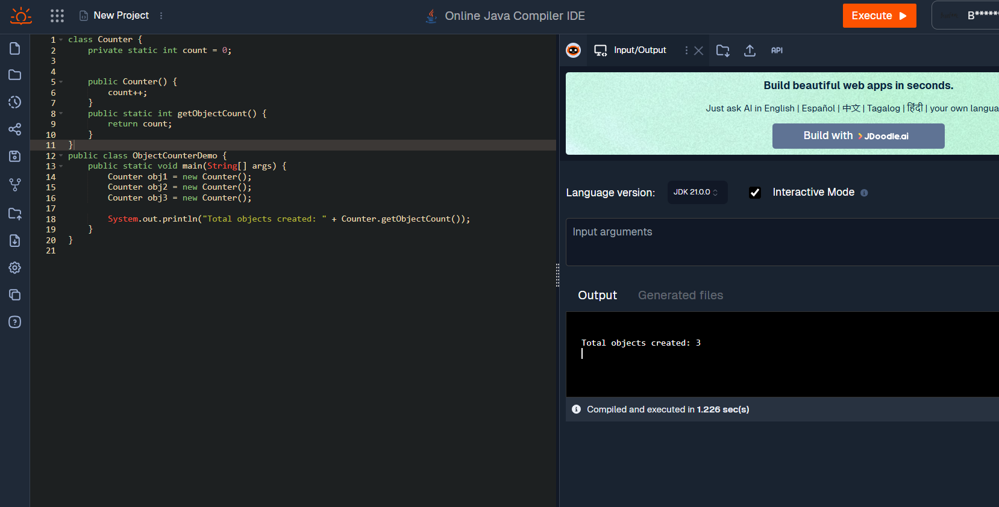 New Project
Online Java Compiler IDE
Execute
B******
1 class Counter {
2     private static int count = 0;
3
4
5     public Counter() {
6         count++;
7     }
8     public static int getObjectCount() {
9         return count;
10     }
11 }
12 public class ObjectCounterDemo {
13     public static void main(String[] args) {
14         Counter obj1 = new Counter();
15         Counter obj2 = new Counter();
16         Counter obj3 = new Counter();
17
18         System.out.println("Total objects created: " + Counter.getObjectCount());
19     }
20 }
21
Input/Output
API
Build beautiful web apps in seconds.
Just ask AI in English | Español | 中文 | Tagalog | हिंदी | your own langua
Build with JDoodle.ai
Language version: JDK 21.0.0 Interactive Mode
Input arguments
Output Generated files
Total objects created: 3
Compiled and executed in 1.226 sec(s)